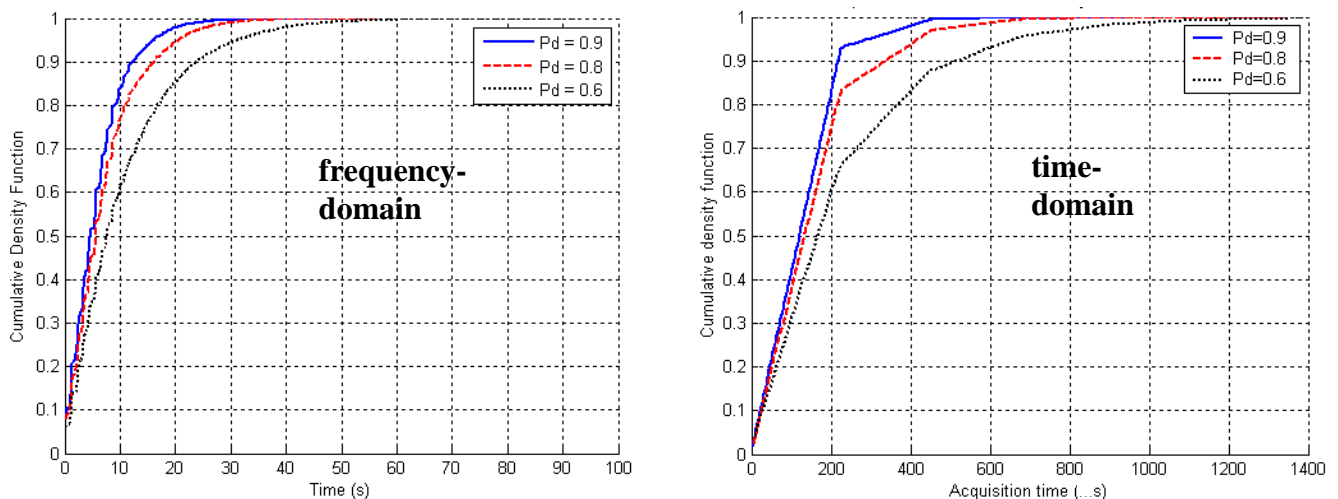 Pd = 0.9
Pd = 0.8
Pd = 0.6
frequency-
domain
Cumulative Density Function
1
0.9
0.8
0.7
0.6
0.5
0.4
0.3
0.2
0.1
0
0 10 20 30 40 50 60 70 80 90 100
Time (s)
Pd=0.9
Pd=0.8
Pd=0.6
time-
domain
Cumulative density function
1
0.9
0.8
0.7
0.6
0.5
0.4
0.3
0.2
0.1
0
0 200 400 600 800 1000 1200 1400
Acquisition time (...s)